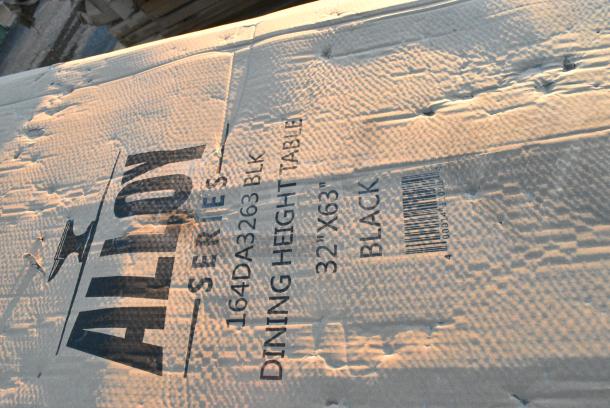 ALLOY
SERIES
164DA3263 BLK
DINING HEIGHT TABLE
32"X63"
BLACK